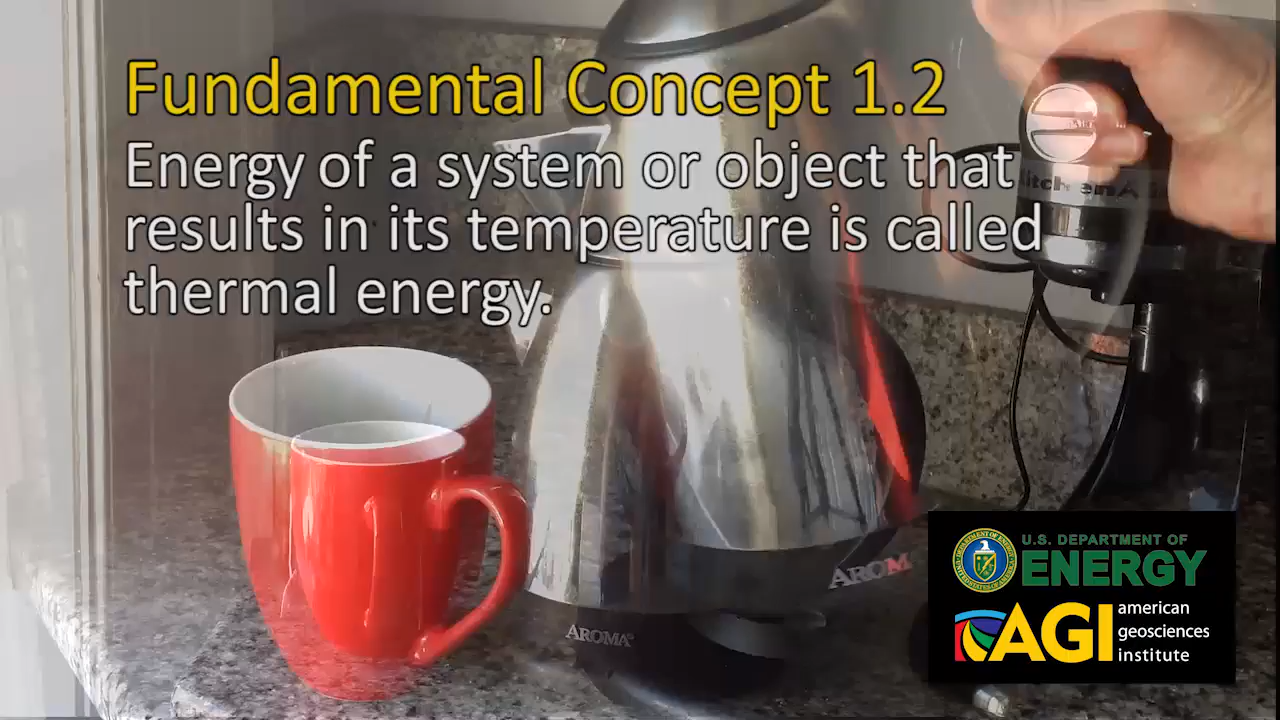 Fundamental Concept 1.2
Energy of a system or object that
results in its temperature is called
thermal energy.
AROM
AROMA
U.S. DEPARTMENT OF
ENERGY
AGI
american
geosciences
institute